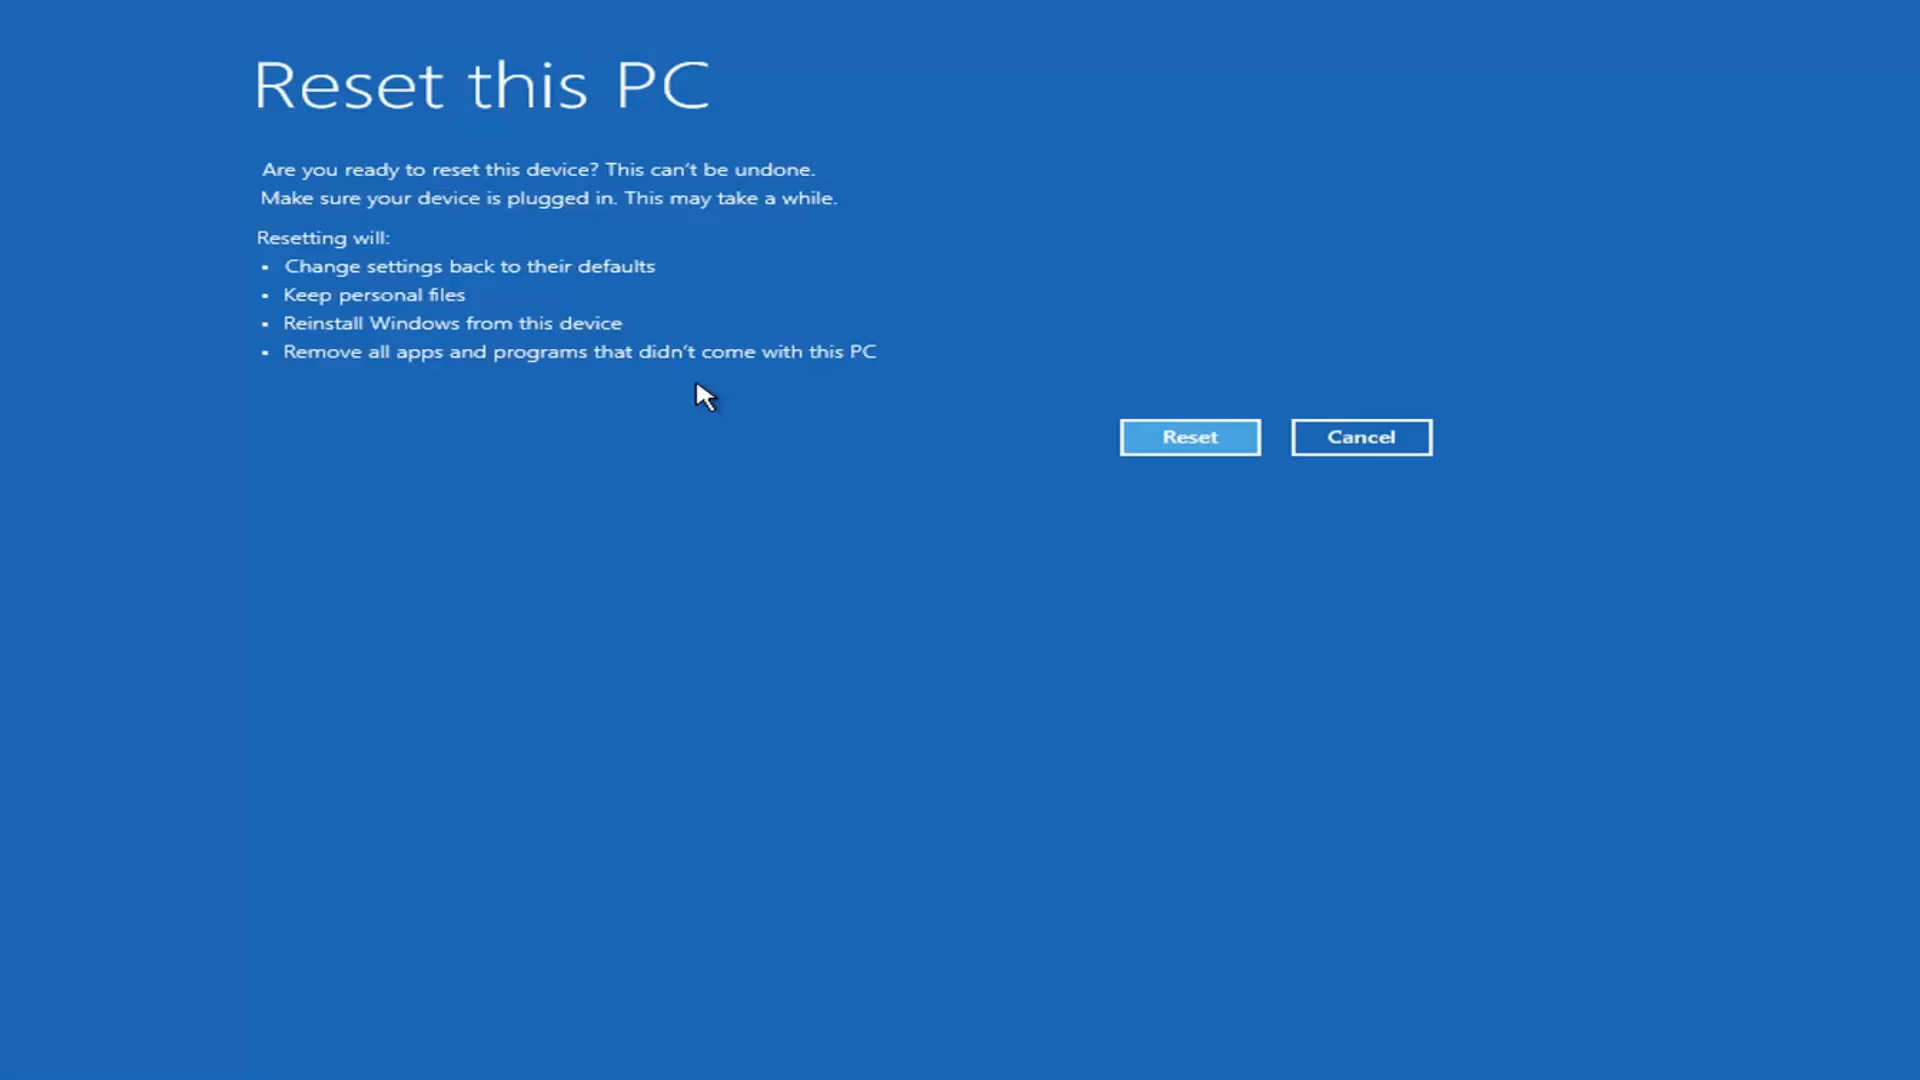 Reset this PC
Are you ready to reset this device? This can't be undone.
Make sure your device is plugged in. This may take a while.
Resetting will:
• Change settings back to their defaults
• Keep personal files
• Reinstall Windows from this device
• Remove all apps and programs that didn't come with this PC
Reset Cancel